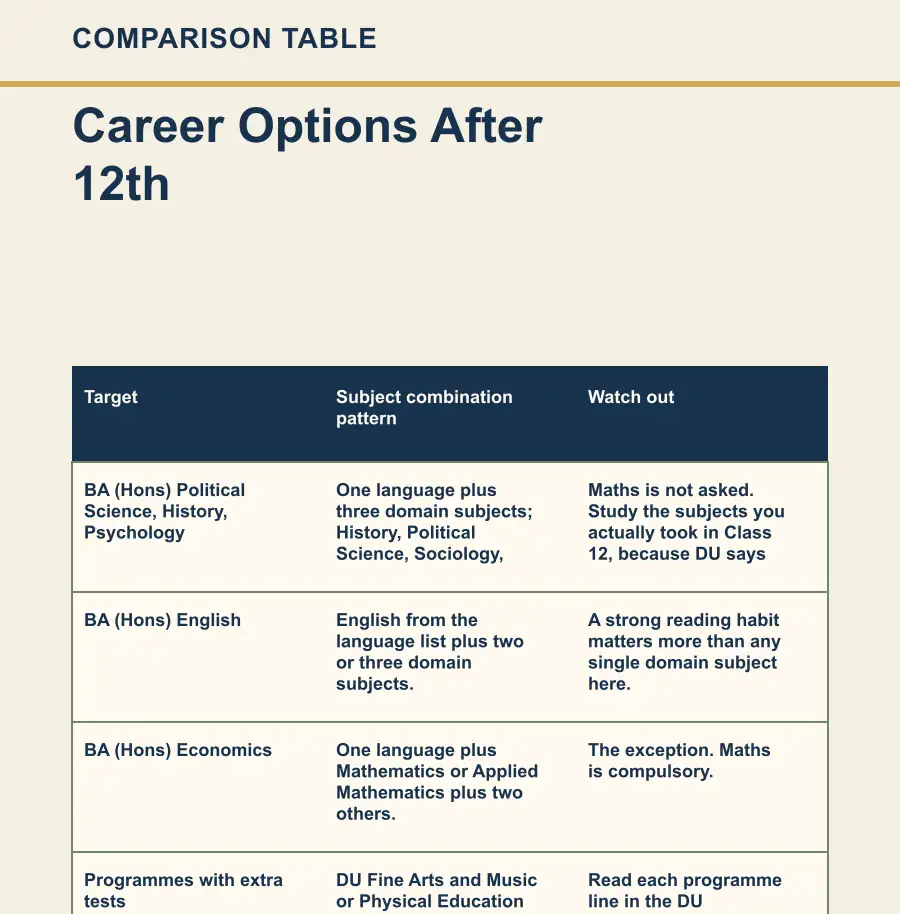 COMPARISON TABLE
Career Options After
12th
Target
Subject combination
pattern
Watch out
BA (Hons) Political
Science, History,
Psychology
One language plus
three domain subjects;
History, Political
Science, Sociology,
Maths is not asked.
Study the subjects you
actually took in Class
12, because DU says
BA (Hons) English
English from the
language list plus two
or three domain
subjects.
A strong reading habit
matters more than any
single domain subject
here.
BA (Hons) Economics
One language plus
Mathematics or Applied
Mathematics plus two
others.
The exception. Maths
is compulsory.
Programmes with extra
tests
DU Fine Arts and Music
or Physical Education
Read each programme
line in the DU